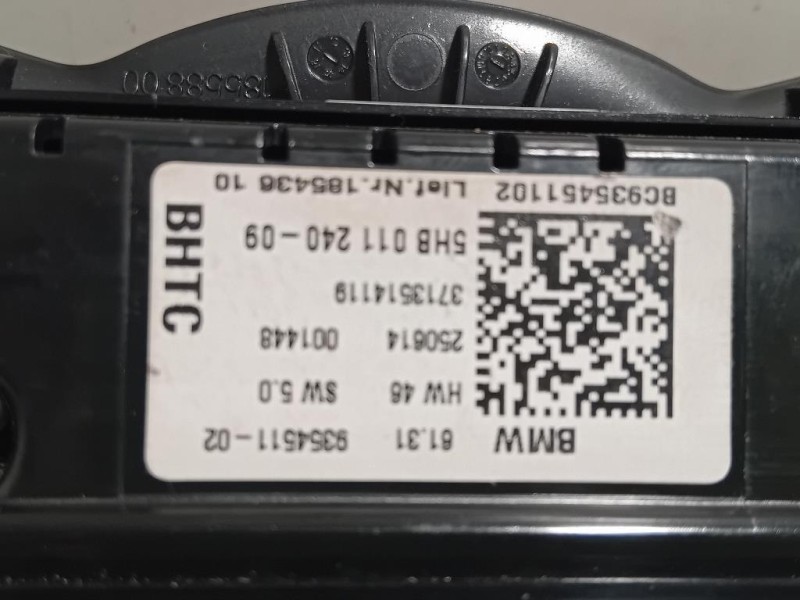 BMW 61.31 9354511-02
HW 46 SW 5.0
250614 001448
3713514119
5HB 011 240-09
BC935451102 Lief.Nr.185436 10
BHTC